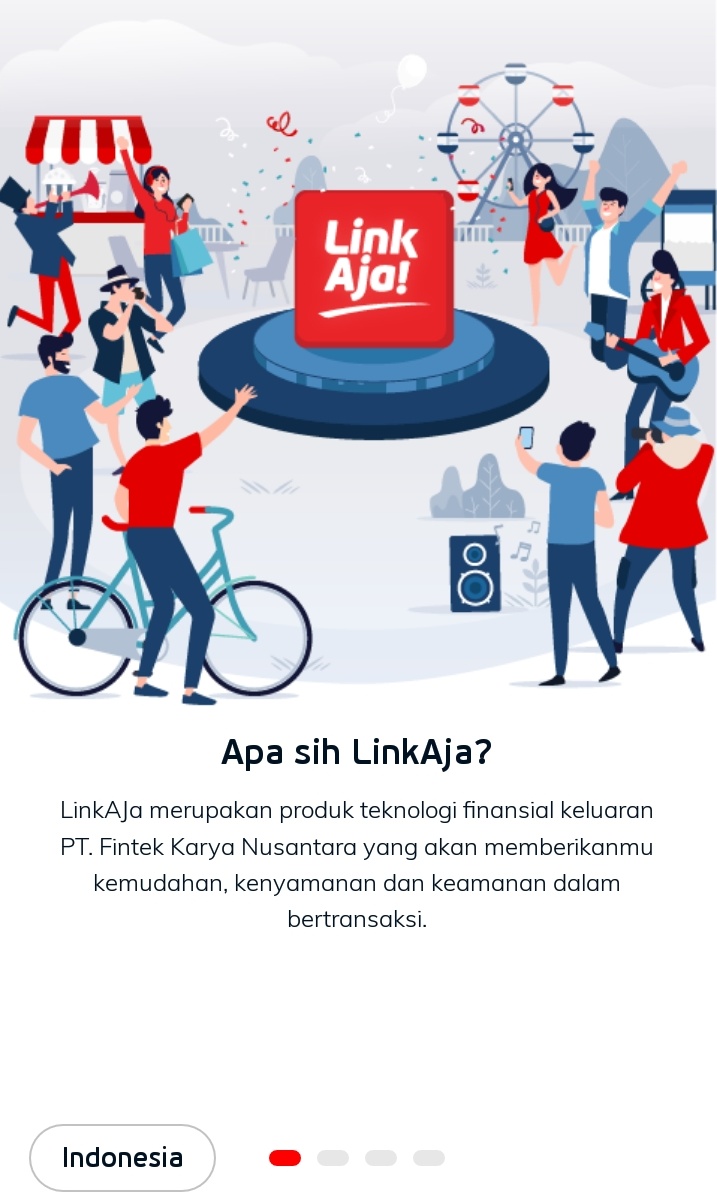 Link
Aja!
Apa sih LinkAja?
LinkAJa merupakan produk teknologi finansial keluaran
PT. Fintek Karya Nusantara yang akan memberikanmu
kemudahan, kenyamanan dan keamanan dalam
bertransaksi.
Indonesia